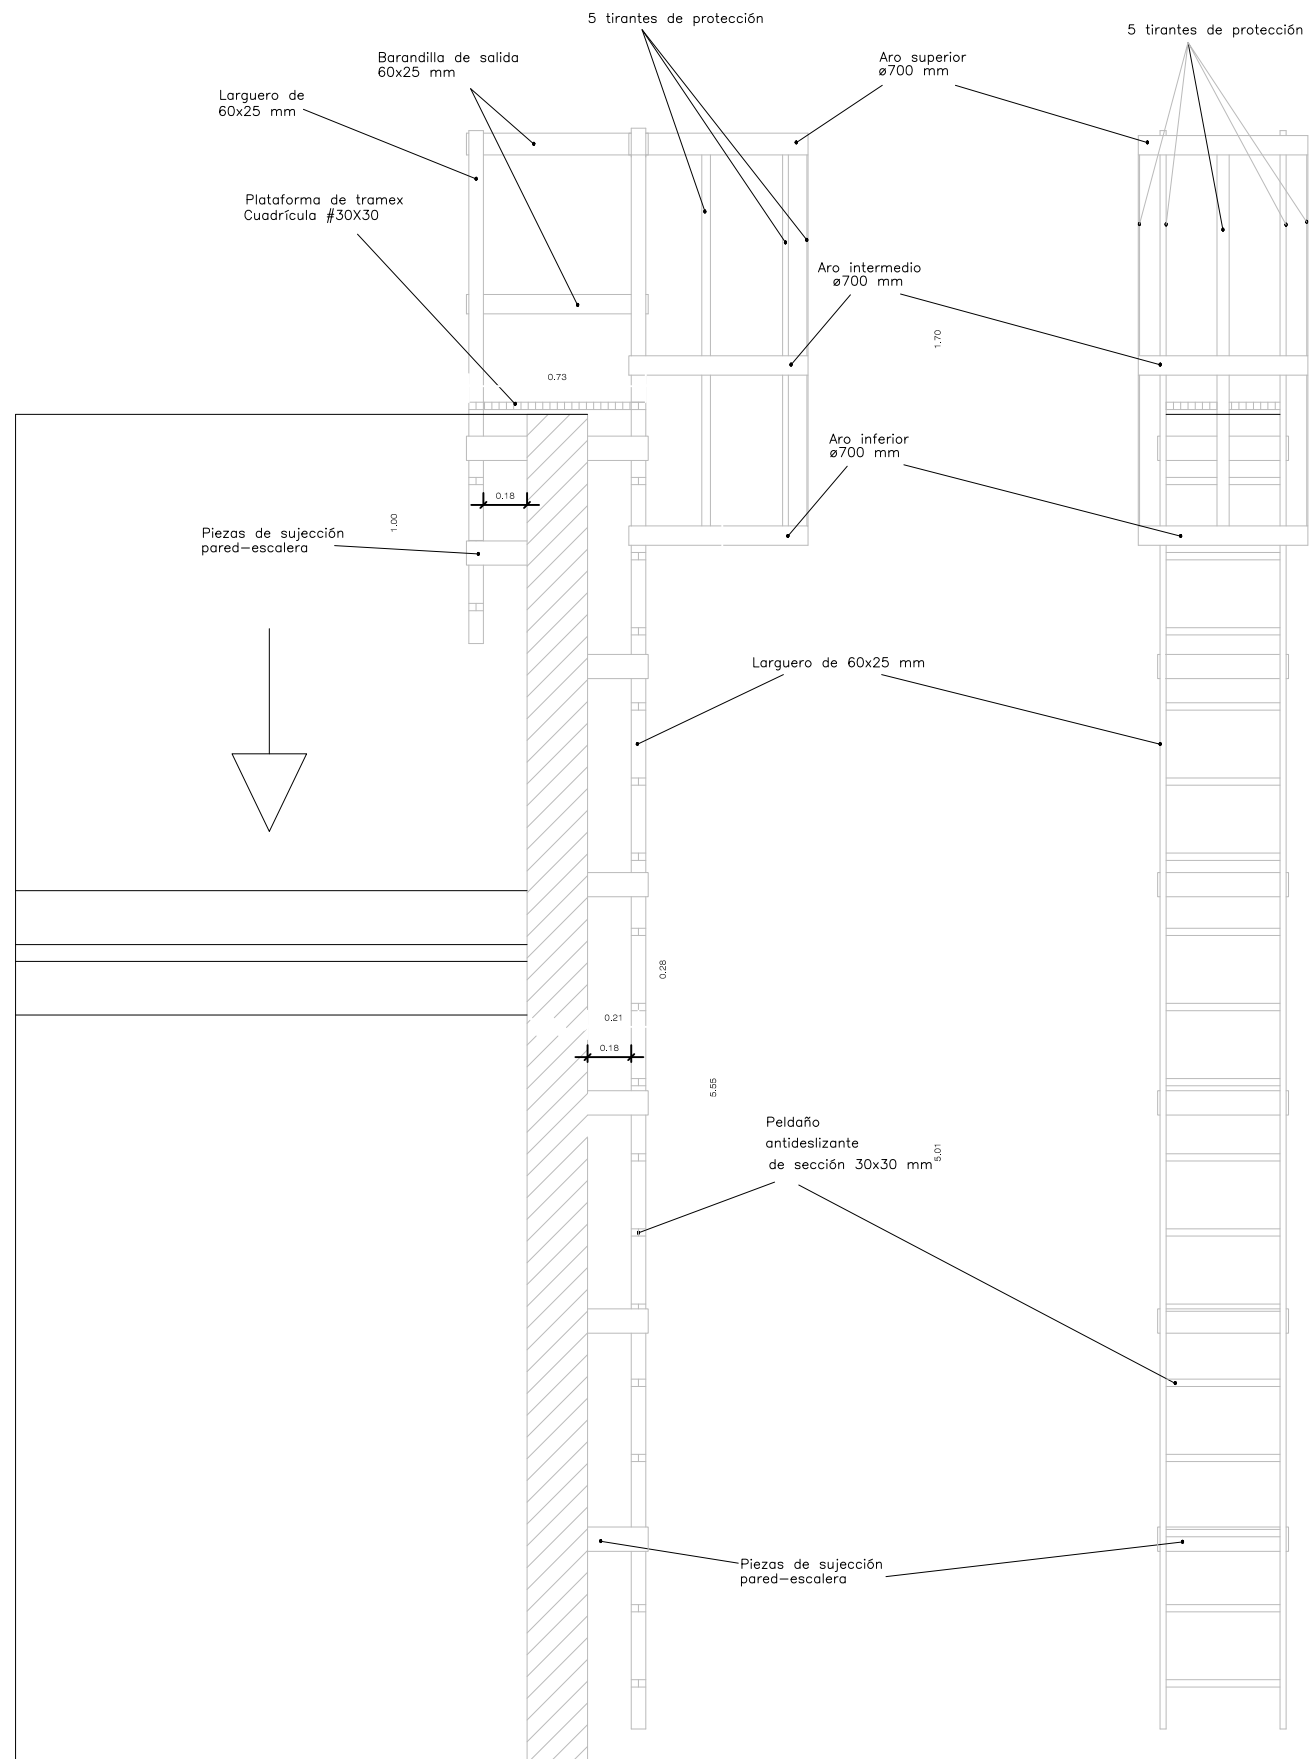 5 tirantes de protección
5 tirantes de protección
Barandilla de salida
60x25 mm
Aro superior
ø700 mm
Larguero de
60x25 mm
Plataforma de tramex
Cuadrícula #30X30
Aro intermedio
ø700 mm
1.70
0.73
Aro inferior
ø700 mm
0.18
1.00
Piezas de sujección
pared-escalera
Larguero de 60x25 mm
0.28
0.21
0.18
5.55
Peldaño
antideslizante
de sección 30x30 mm
5.01
Piezas de sujección
pared-escalera